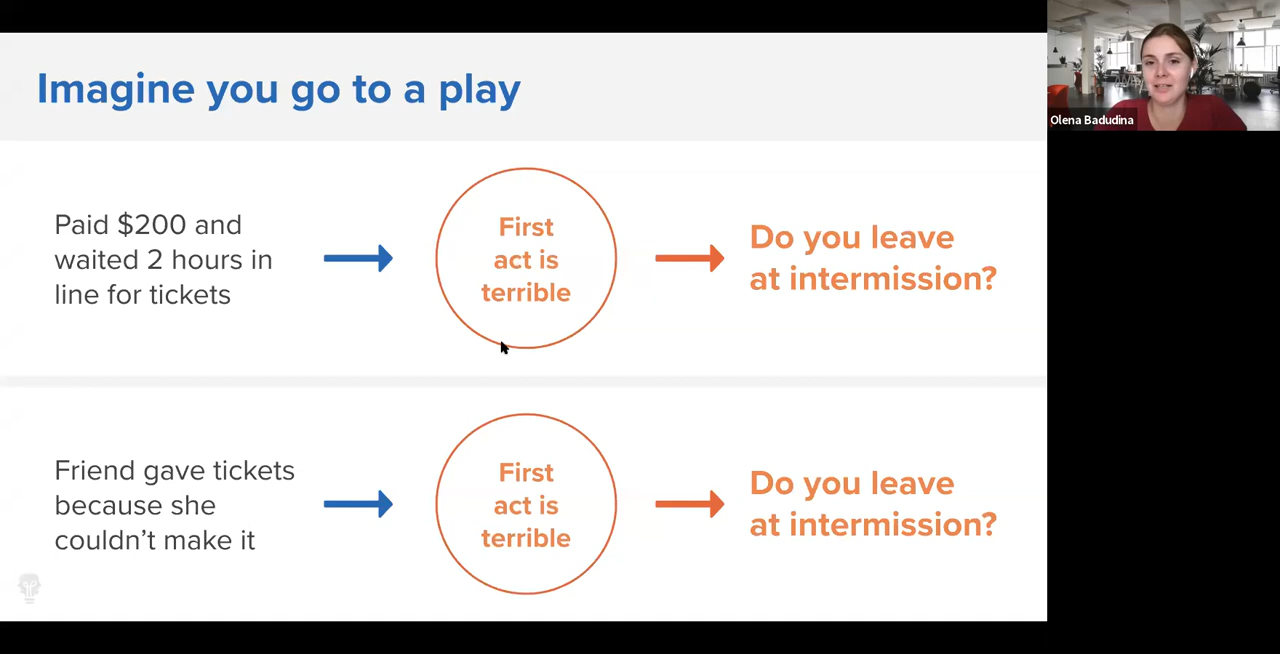 Imagine you go to a play
Olena Badudina
Paid $200 and
waited 2 hours in
line for tickets
First
act is
terrible
Do you leave
at intermission?
Friend gave tickets
because she
couldn’t make it
First
act is
terrible
Do you leave
at intermission?